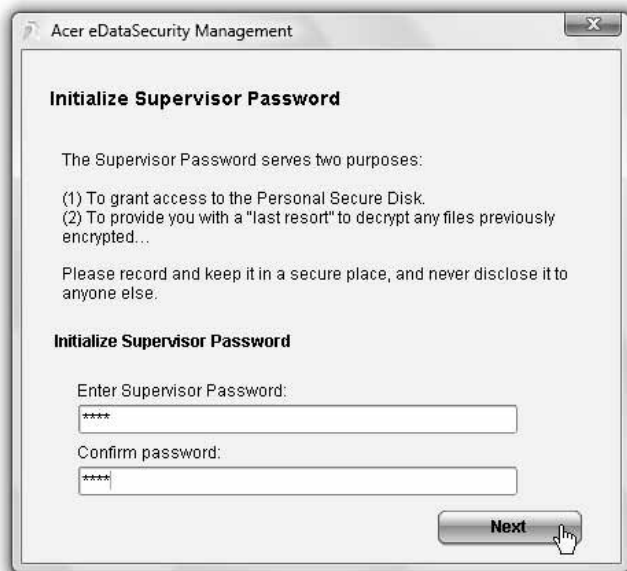 Acer eDataSecurity Management
Initialize Supervisor Password
The Supervisor Password serves two purposes:
(1) To grant access to the Personal Secure Disk.
(2) To provide you with a "last resort" to decrypt any files previously
encrypted...
Please record and keep it in a secure place, and never disclose it to
anyone else.
Initialize Supervisor Password
Enter Supervisor Password:
****
Confirm password:
****
Next